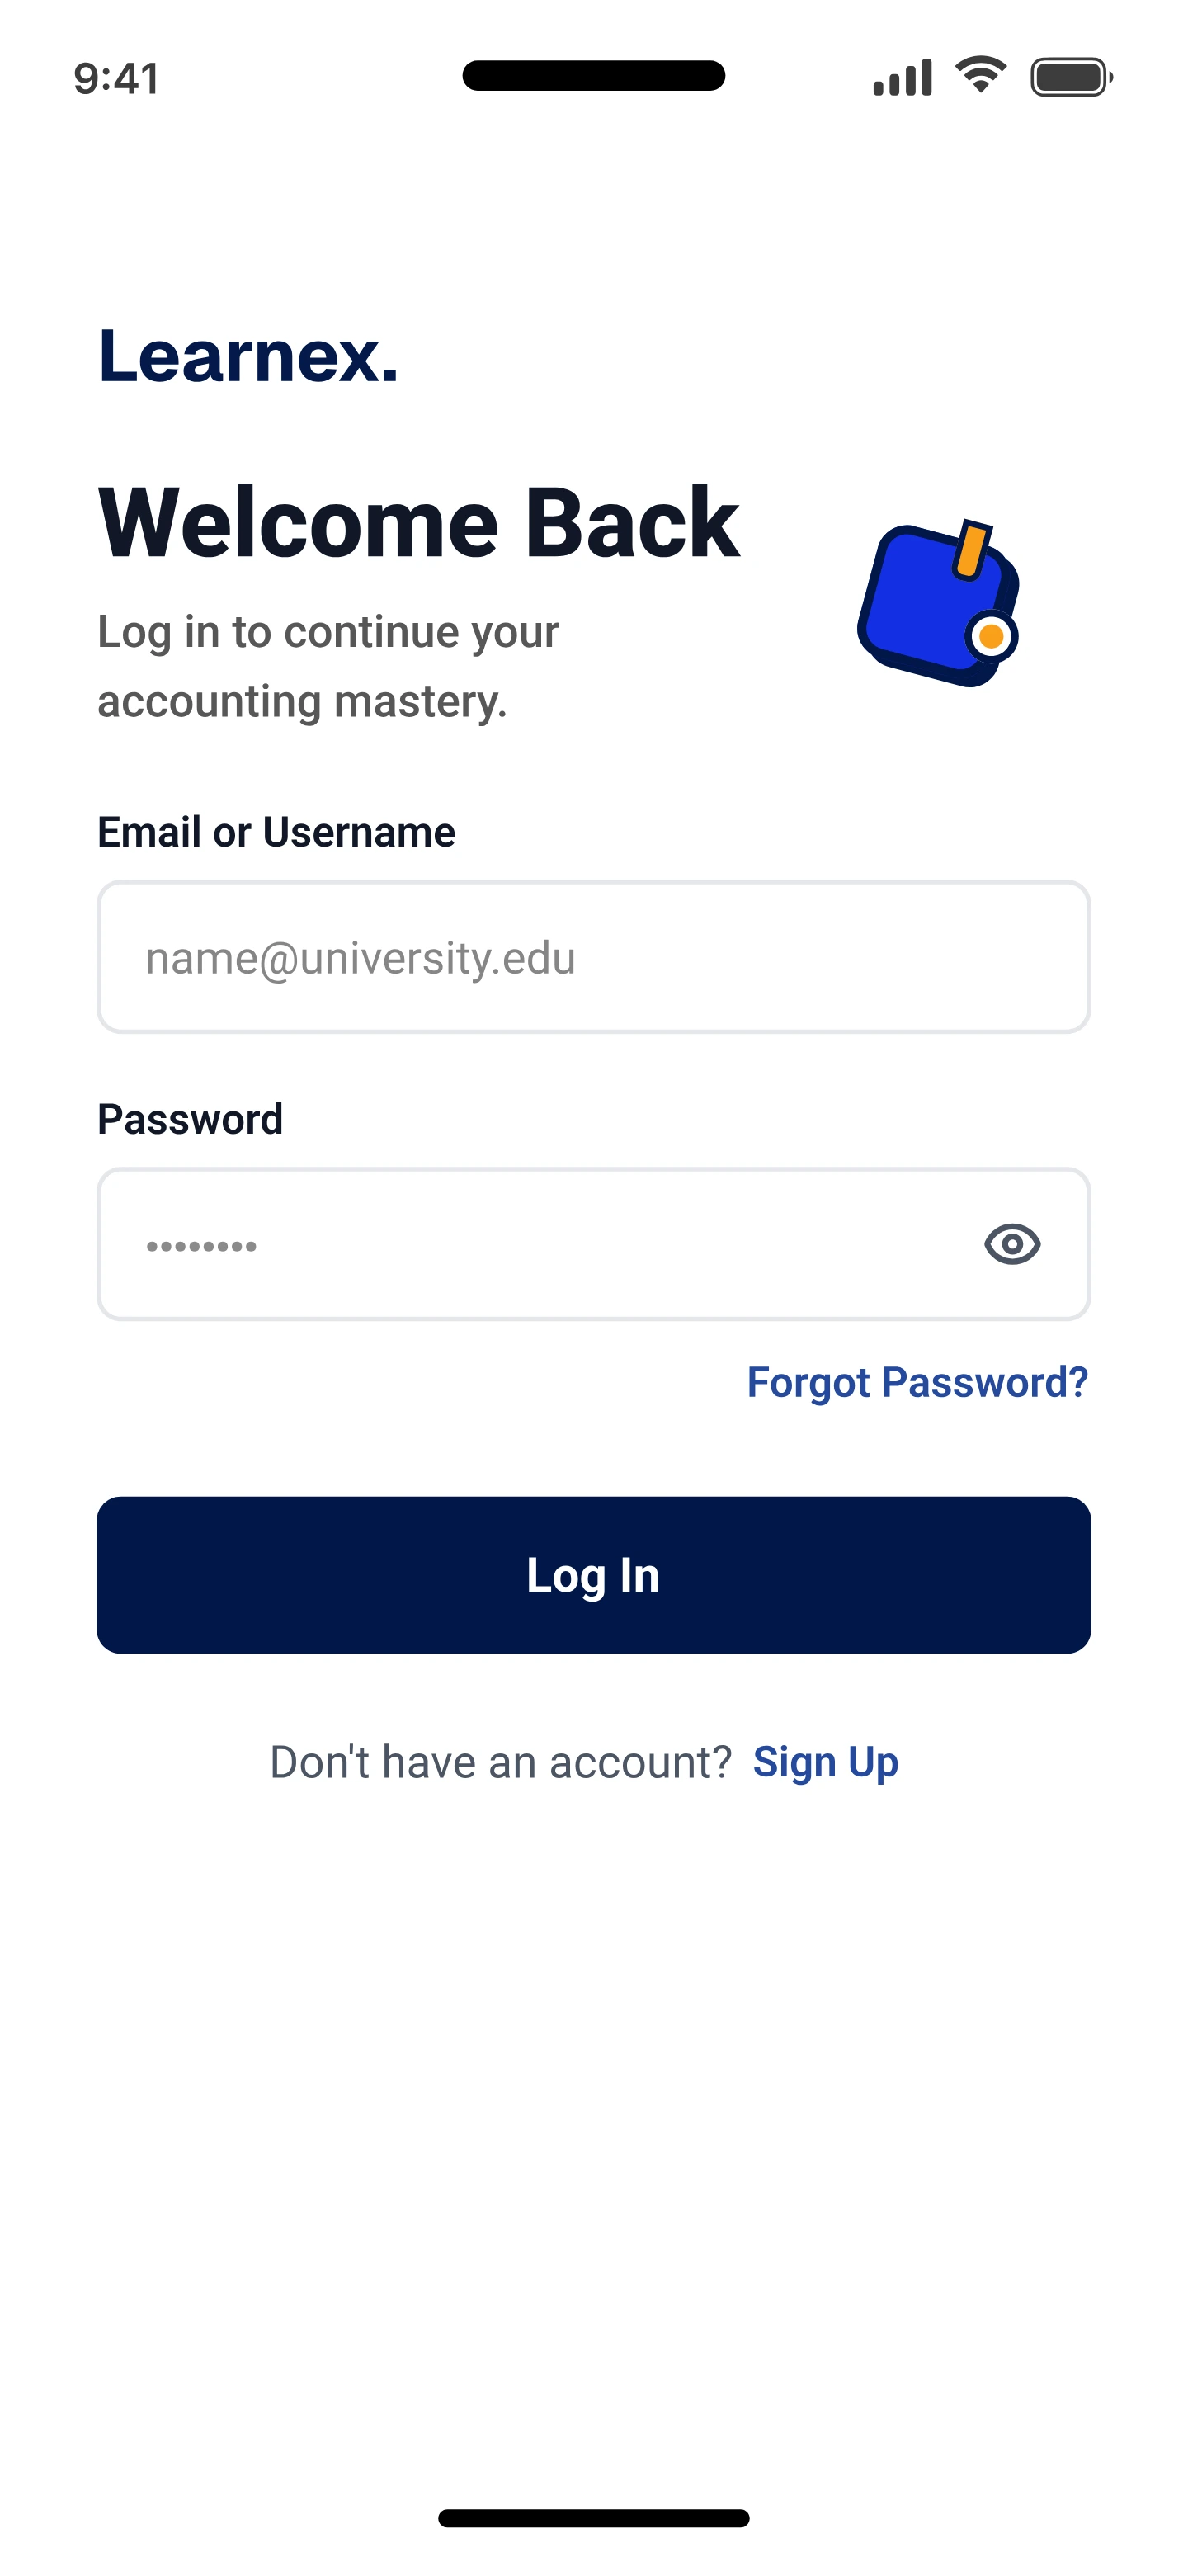 9:41
Learnex.
Welcome Back
Log in to continue your
accounting mastery.
Email or Username
name@university.edu
Password
••••••••
Forgot Password?
Log In
Don't have an account? Sign Up